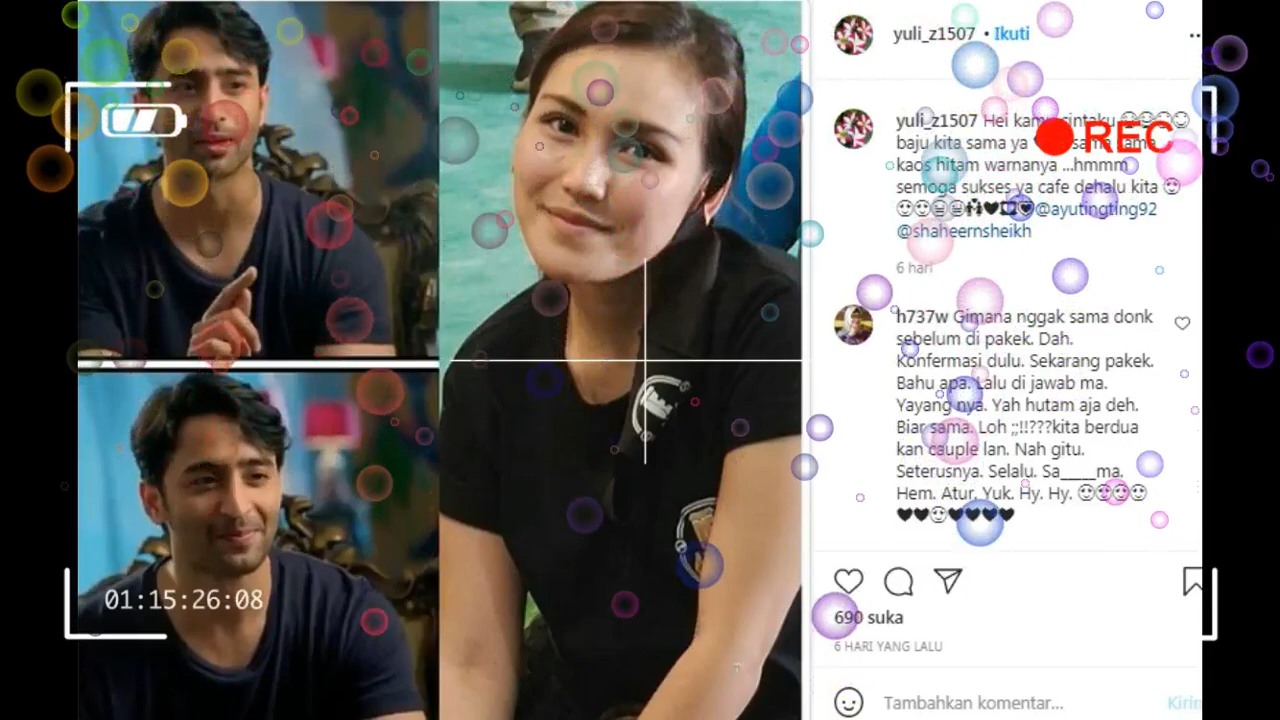 yuli_z1507 • Ikuti
yuli_z1507 Hei kamu
REC
baju kita sama ya
kaos hitam warnanya ...hmmm
semoga sukses ya cafe dehalu kita
@ayutingting92
@shaheernsheikh
6 hari
h737w Gimana nggak sama donk
sebelum di pakek. Dah.
Konfermasi dulu. Sekarang pakek.
Bahu apa. Lalu di jawab ma.
Yayang nya. Yah hutam aja deh.
Biar sama. Loh ;;!!???kita berdua
kan cauple lan. Nah gitu.
Seterusnya. Selalu. Sa____ma.
Hem. Atur. Yuk. Hy. Hy.
01:15:26:08
690 suka
6 HARI YANG LALU
Tambahkan komentar...